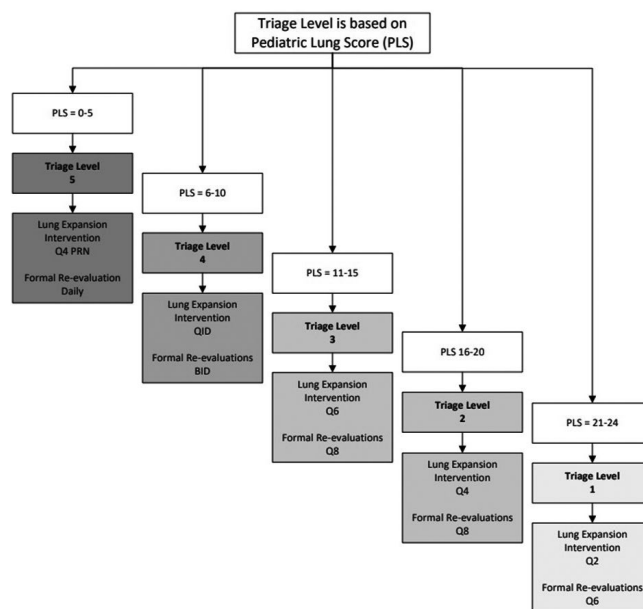 Triage Level is based on
Pediatric Lung Score (PLS)
PLS = 0-5
Triage Level
5
Lung Expansion
Intervention
Q4 PRN
Formal Re-evaluation
Daily
PLS = 6-10
Triage Level
4
Lung Expansion
Intervention
QID
Formal Re-evaluations
BID
PLS = 11-15
Triage Level
3
Lung Expansion
Intervention
Q6
Formal Re-evaluations
Q8
PLS 16-20
Triage Level
2
Lung Expansion
Intervention
Q4
Formal Re-evaluations
Q8
PLS = 21-24
Triage Level
1
Lung Expansion
Intervention
Q2
Formal Re-evaluations
Q6